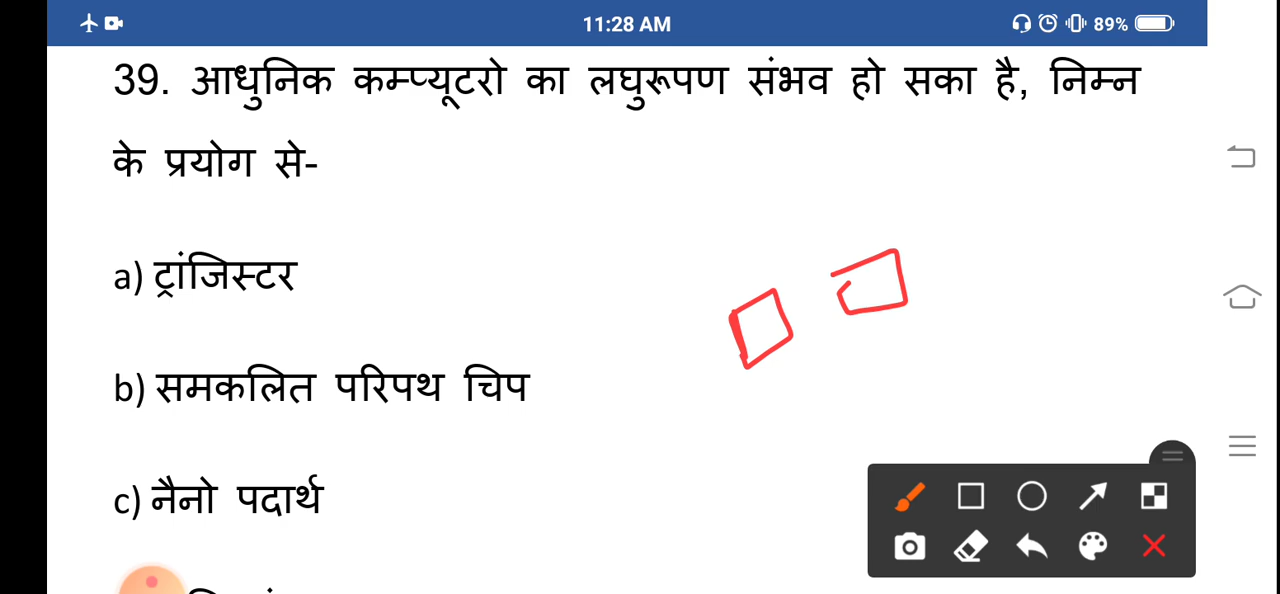 11:28 AM
89%
39. आधुनिक कम्प्यूटरो का लघुरूपण संभव हो सका है, निम्न
के प्रयोग से-
a) ट्रांजिस्टर
b) समकलित परिपथ चिप
c) नैनो पदार्थ